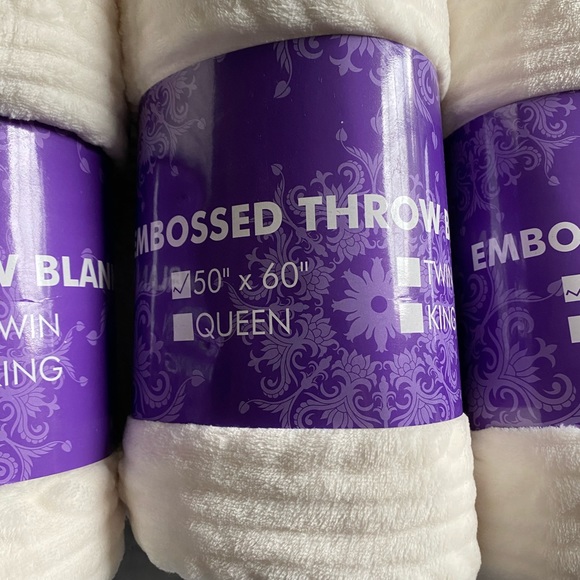 EMBOSSED THROW
50" x 60" TWIN
QUEEN KING
BLAN
WIN
ING
EMBO